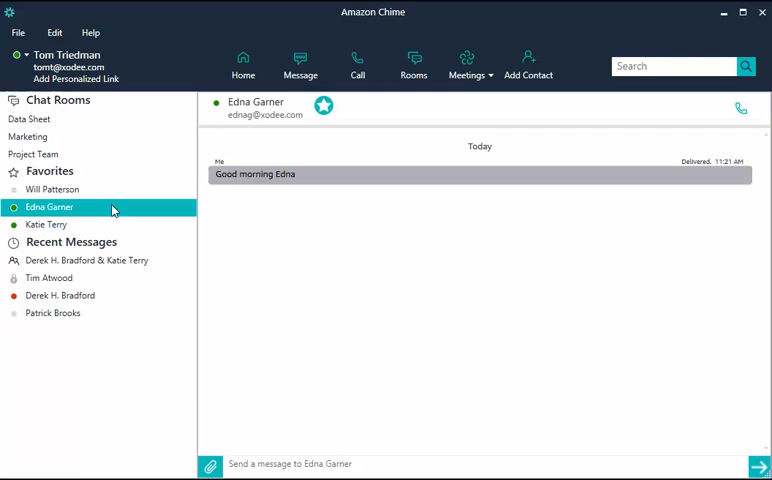 Amazon Chime
File Edit Help
Tom Triedman
tomt@xodee.com
Add Personalized Link
Home Message Call Rooms Meetings Add Contact
Search
Chat Rooms
Data Sheet
Marketing
Project Team
Favorites
Will Patterson
Edna Garner
Katie Terry
Recent Messages
Derek H. Bradford & Katie Terry
Tim Atwood
Derek H. Bradford
Patrick Brooks
Edna Garner
ednag@xodee.com
Today
Me Delivered. 11:21 AM
Good morning Edna
Send a message to Edna Garner